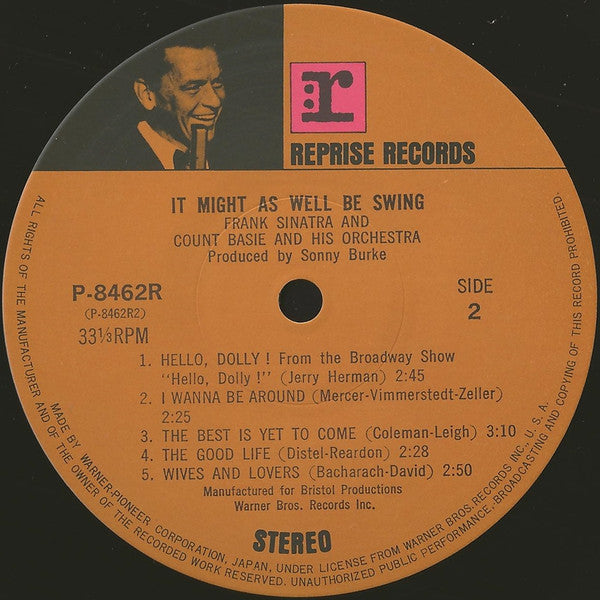 r
REPRISE RECORDS
IT MIGHT AS WELL BE SWING
FRANK SINATRA AND
COUNT BASIE AND HIS ORCHESTRA
Produced by Sonny Burke
P-8462R
(P-8462R2)
33⅓RPM
SIDE
2
1. HELLO, DOLLY! From the Broadway Show
"Hello, Dolly!" (Jerry Herman) 2:45
2. I WANNA BE AROUND (Mercer-Vimmerstedt-Zeller)
2:25
3. THE BEST IS YET TO COME (Coleman-Leigh) 3:10
4. THE GOOD LIFE (Distel-Reardon) 2:28
5. WIVES AND LOVERS (Bacharach-David) 2:50
Manufactured for Bristol Productions
Warner Bros. Records Inc.
STEREO
ALL RIGHTS OF THE MANUFACTURER AND OF THE OWNER OF THE RECORDED WORK RESERVED. UNAUTHORIZED PUBLIC PERFORMANCE, BROADCASTING AND COPYING OF THIS RECORD PROHIBITED.
MADE BY WARNER-PIONEER CORPORATION, JAPAN, UNDER LICENSE FROM WARNER BROS. RECORDS INC., U.S.A.